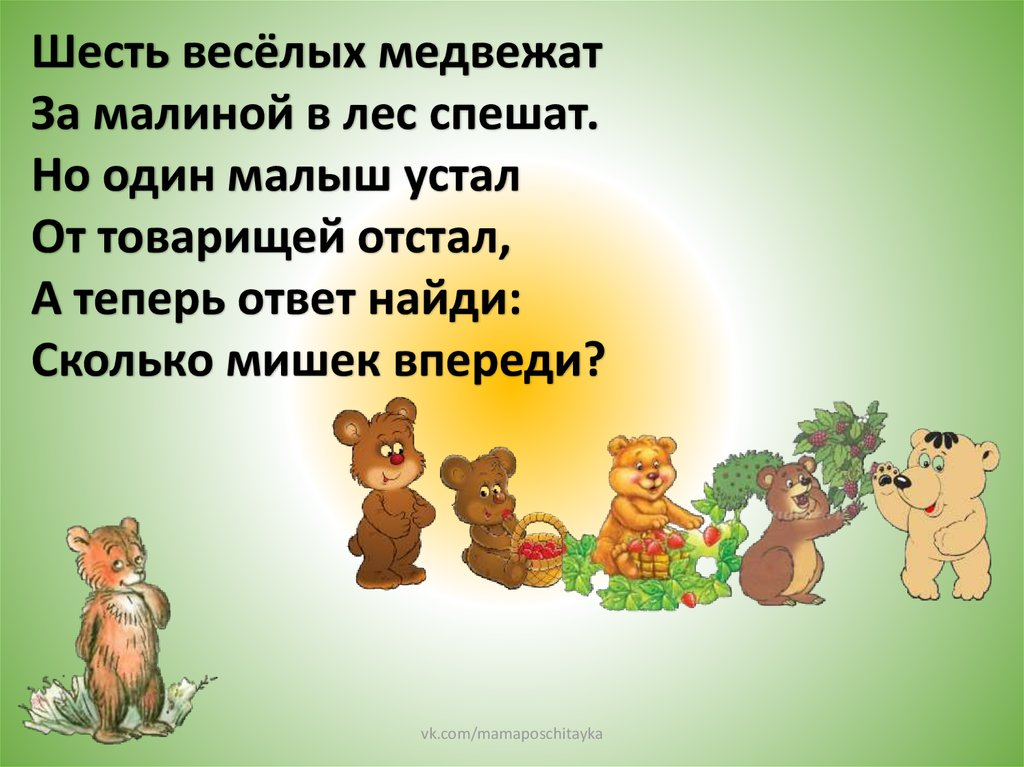 Шесть весёлых медвежат
За малиной в лес спешат.
Но один малыш устал
От товарищей отстал,
А теперь ответ найди:
Сколько мишек впереди?
vk.com/mamaposchitayka